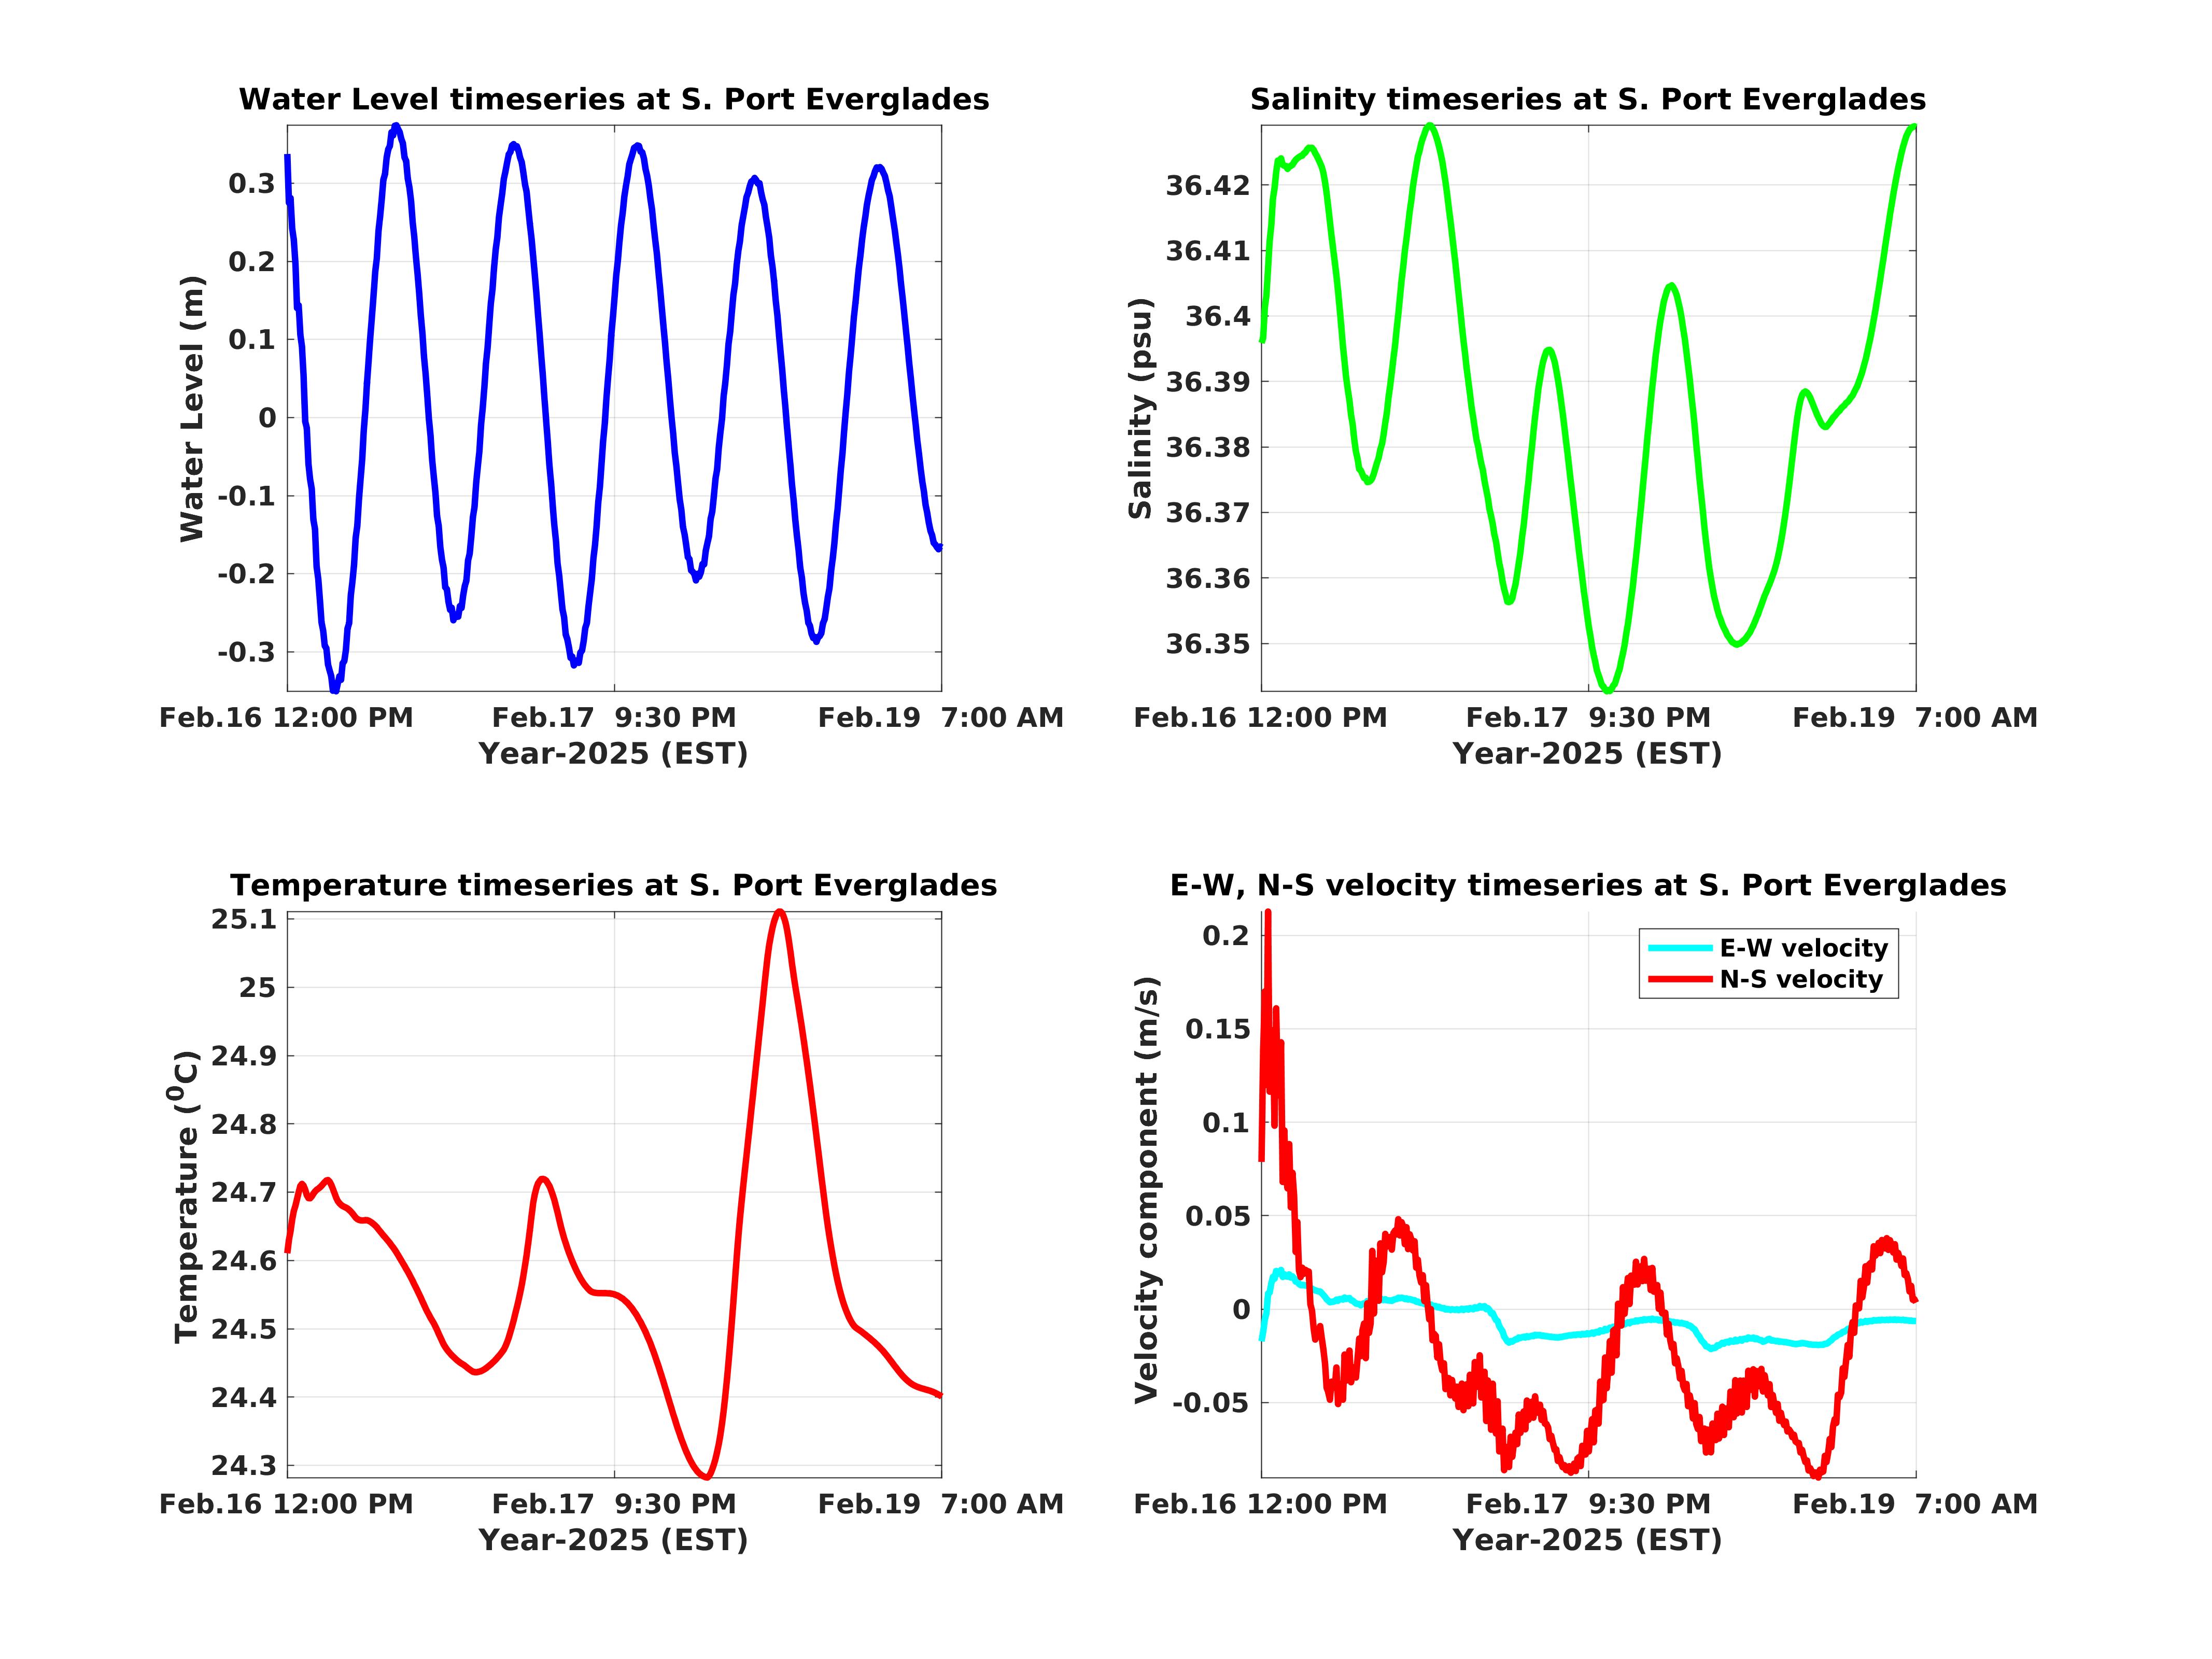 Water Level timeseries at S. Port Everglades
Water Level (m)
0.3
0.2
0.1
0
-0.1
-0.2
-0.3
Feb.16 12:00 PM
Feb.17 9:30 PM
Feb.19 7:00 AM
Year-2025 (EST)
Salinity timeseries at S. Port Everglades
Salinity (psu)
36.42
36.41
36.4
36.39
36.38
36.37
36.36
36.35
Feb.16 12:00 PM
Feb.17 9:30 PM
Feb.19 7:00 AM
Year-2025 (EST)
Temperature timeseries at S. Port Everglades
Temperature (⁰C)
25.1
25
24.9
24.8
24.7
24.6
24.5
24.4
24.3
Feb.16 12:00 PM
Feb.17 9:30 PM
Feb.19 7:00 AM
Year-2025 (EST)
E-W, N-S velocity timeseries at S. Port Everglades
Velocity component (m/s)
0.2
0.15
0.1
0.05
0
-0.05
E-W velocity
N-S velocity
Feb.16 12:00 PM
Feb.17 9:30 PM
Feb.19 7:00 AM
Year-2025 (EST)